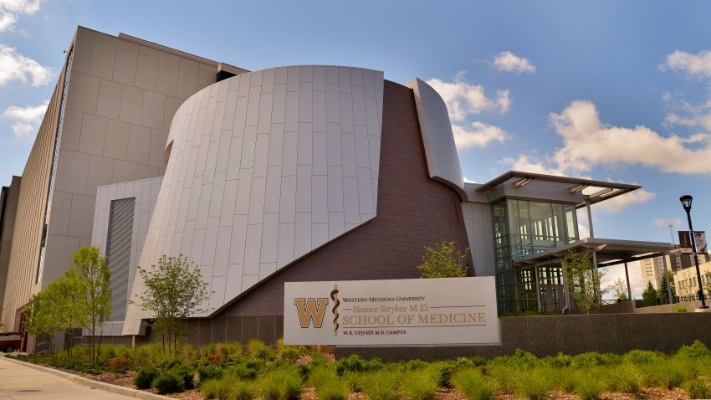 W
WESTERN MICHIGAN UNIVERSITY
Homer Stryker M.D.
SCHOOL OF MEDICINE
W.E. UPJOHN M.D. CAMPUS